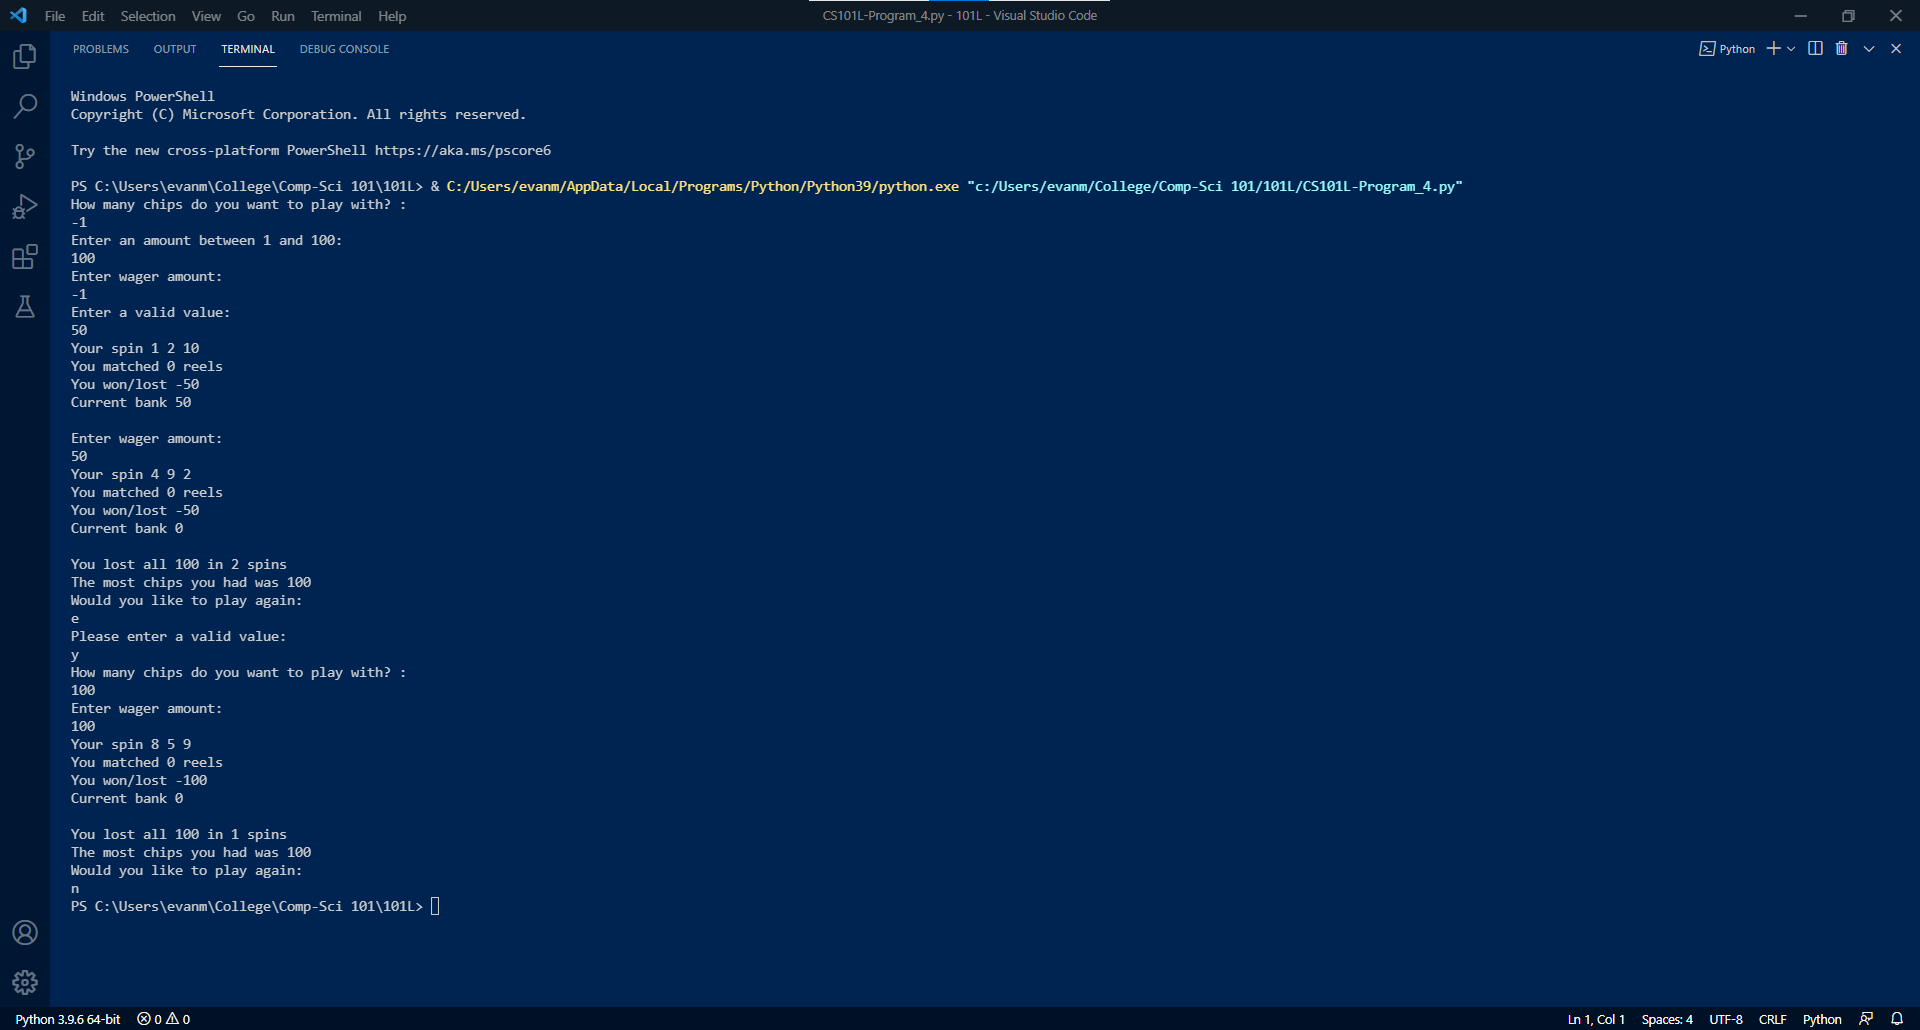 File Edit Selection View Go Run Terminal Help
CS101L-Program_4.py - 101L - Visual Studio Code
PROBLEMS OUTPUT TERMINAL DEBUG CONSOLE
Python
Windows PowerShell
Copyright (C) Microsoft Corporation. All rights reserved.
Try the new cross-platform PowerShell https://aka.ms/pscore6
PS C:\Users\evanm\College\Comp-Sci 101\101L> & C:/Users/evanm/AppData/Local/Programs/Python/Python39/python.exe "c:/Users/evanm/College/Comp-Sci 101/101L/CS101L-Program_4.py"
How many chips do you want to play with? :
-1
Enter an amount between 1 and 100:
100
Enter wager amount:
-1
Enter a valid value:
50
Your spin 1 2 10
You matched 0 reels
You won/lost -50
Current bank 50
Enter wager amount:
50
Your spin 4 9 2
You matched 0 reels
You won/lost -50
Current bank 0
You lost all 100 in 2 spins
The most chips you had was 100
Would you like to play again:
e
Please enter a valid value:
y
How many chips do you want to play with? :
100
Enter wager amount:
100
Your spin 8 5 9
You matched 0 reels
You won/lost -100
Current bank 0
You lost all 100 in 1 spins
The most chips you had was 100
Would you like to play again:
n
PS C:\Users\evanm\College\Comp-Sci 101\101L>
Python 3.9.6 64-bit 0 0 Ln 1, Col 1 Spaces: 4 UTF-8 CRLF Python